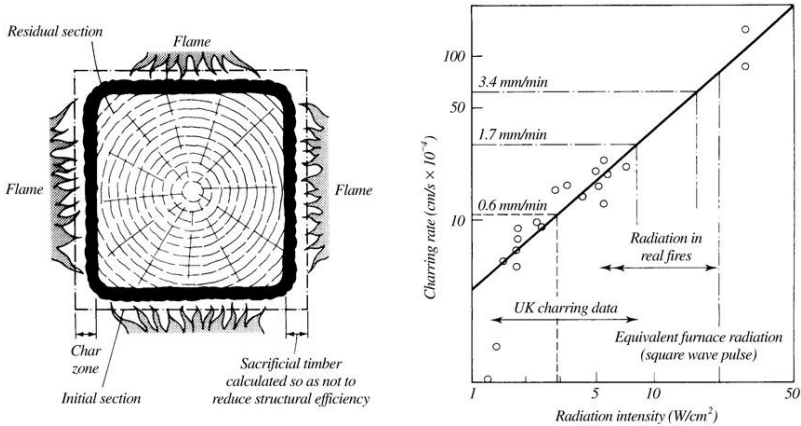 Residual section
Flame
Flame
Flame
Char
zone
Initial section
Sacrificial timber
calculated so as not to
reduce structural efficiency
Charring rate (cm/s × 10⁻⁴)
100
50
10
3.4 mm/min
1.7 mm/min
0.6 mm/min
Radiation in
real fires
UK charring data
Equivalent furnace radiation
(square wave pulse)
1
5
10
50
Radiation intensity (W/cm²)